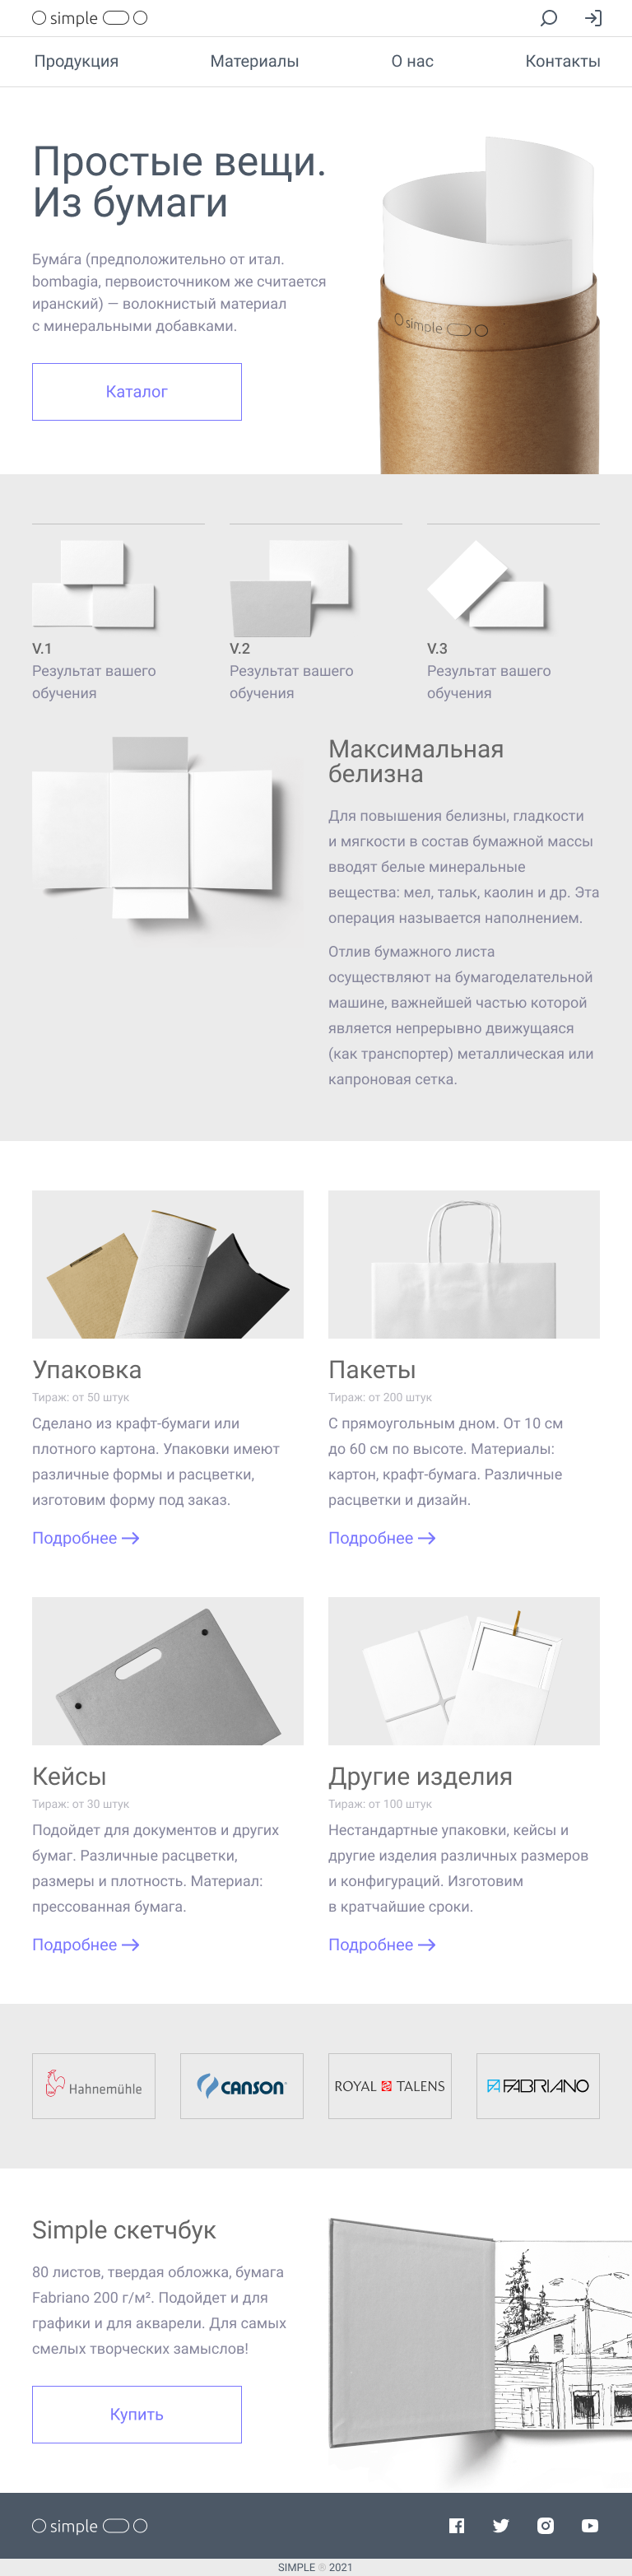 simple
Продукция
Материалы
О нас
Контакты
Простые вещи.
Из бумаги
Бумáга (предположительно от итал.
bombagia, первоисточником же считается
иранский) — волокнистый материал
с минеральными добавками.
simple
Каталог
V.1
Результат вашего
обучения
V.2
Результат вашего
обучения
V.3
Результат вашего
обучения
Максимальная
белизна
Для повышения белизны, гладкости
и мягкости в состав бумажной массы
вводят белые минеральные
вещества: мел, тальк, каолин и др. Эта
операция называется наполнением.
Отлив бумажного листа
осуществляют на бумагоделательной
машине, важнейшей частью которой
является непрерывно движущаяся
(как транспортер) металлическая или
капроновая сетка.
Упаковка
Тираж: от 50 штук
Сделано из крафт-бумаги или
плотного картона. Упаковки имеют
различные формы и расцветки,
изготовим форму под заказ.
Подробнее
Пакеты
Тираж: от 200 штук
С прямоугольным дном. От 10 см
до 60 см по высоте. Материалы:
картон, крафт-бумага. Различные
расцветки и дизайн.
Подробнее
Кейсы
Тираж: от 30 штук
Подойдет для документов и других
бумаг. Различные расцветки,
размеры и плотность. Материал:
прессованная бумага.
Подробнее
Другие изделия
Тираж: от 100 штук
Нестандартные упаковки, кейсы и
другие изделия различных размеров
и конфигураций. Изготовим
в кратчайшие сроки.
Подробнее
Hahnemühle
CANSON
ROYAL TALENS
FABRIANO
Simple скетчбук
80 листов, твердая обложка, бумага
Fabriano 200 г/м². Подойдет и для
графики и для акварели. Для самых
смелых творческих замыслов!
Купить
simple
SIMPLE ® 2021